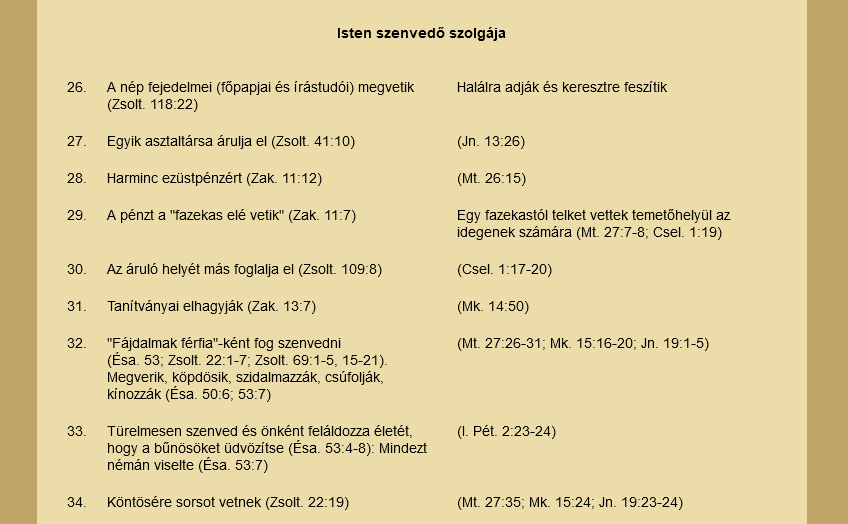 Isten szenvedő szolgája
26. A nép fejedelmei (főpapjai és írástudói) megvetik
(Zsolt. 118:22)
Halálra adják és keresztre feszítik
27. Egyik asztaltársa árulja el (Zsolt. 41:10)
(Jn. 13:26)
28. Harminc ezüstpénzért (Zak. 11:12)
(Mt. 26:15)
29. A pénzt a "fazekas elé vetik" (Zak. 11:7)
Egy fazekastól telket vettek temetőhelyül az
idegenek számára (Mt. 27:7-8; Csel. 1:19)
30. Az áruló helyét más foglalja el (Zsolt. 109:8)
(Csel. 1:17-20)
31. Tanítványai elhagyják (Zak. 13:7)
(Mk. 14:50)
32. "Fájdalmak férfia"-ként fog szenvedni
(Ésa. 53; Zsolt. 22:1-7; Zsolt. 69:1-5, 15-21).
Megverik, köpdösik, szidalmazzák, csúfolják,
kínozzák (Ésa. 50:6; 53:7)
(Mt. 27:26-31; Mk. 15:16-20; Jn. 19:1-5)
33. Türelmesen szenved és önként feláldozza életét,
hogy a bűnösöket üdvözítse (Ésa. 53:4-8): Mindezt
némán viselte (Ésa. 53:7)
(I. Pét. 2:23-24)
34. Köntösére sorsot vetnek (Zsolt. 22:19)
(Mt. 27:35; Mk. 15:24; Jn. 19:23-24)